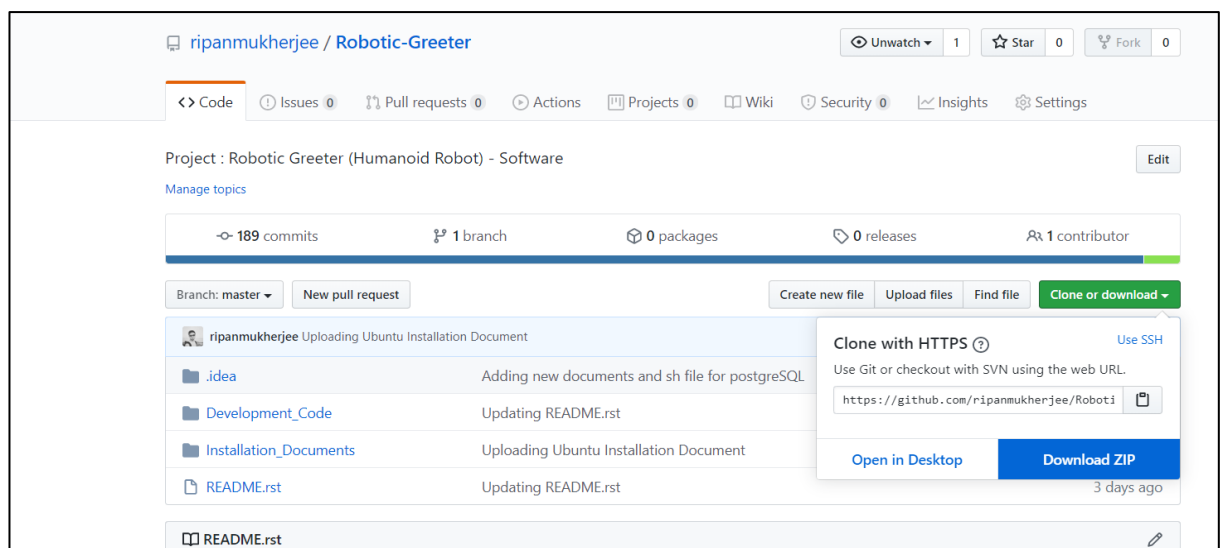 ripanmukherjee / Robotic-Greeter
Unwatch 1 Star 0 Fork 0
<> Code Issues 0 Pull requests 0 Actions Projects 0 Wiki Security 0 Insights Settings
Project : Robotic Greeter (Humanoid Robot) - Software
Edit
Manage topics
189 commits 1 branch 0 packages 0 releases 1 contributor
Branch: master New pull request Create new file Upload files Find file Clone or download
ripanmukherjee Uploading Ubuntu Installation Document
.idea Adding new documents and sh file for postgreSQL
Development_Code Updating README.rst
Installation_Documents Uploading Ubuntu Installation Document
README.rst Updating README.rst 3 days ago
Clone with HTTPS ? Use SSH
Use Git or checkout with SVN using the web URL.
https://github.com/ripanmukherjee/Roboti
Open in Desktop Download ZIP
README.rst